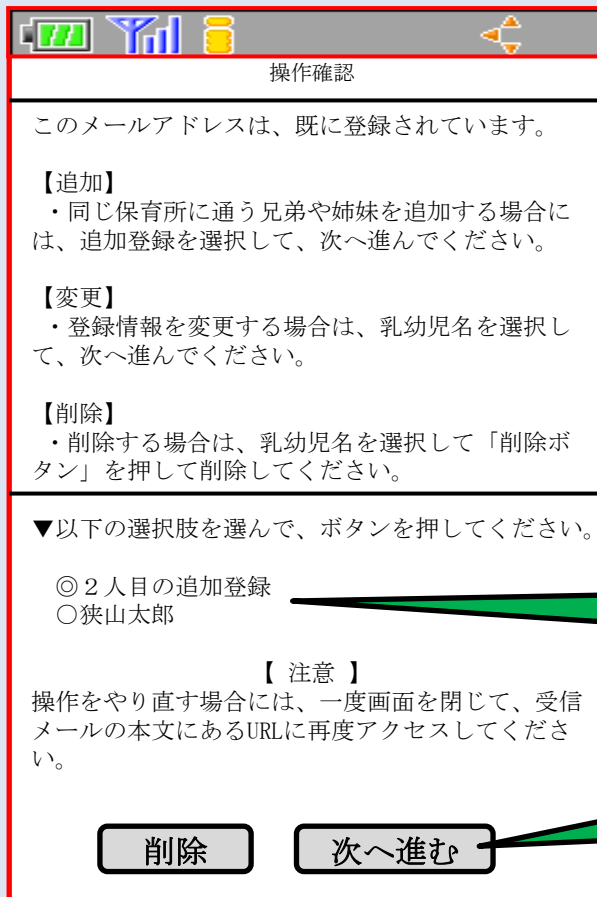 操作確認
このメールアドレスは、既に登録されています。
【追加】
・同じ保育所に通う兄弟や姉妹を追加する場合に
は、追加登録を選択して、次へ進んでください。
【変更】
・登録情報を変更する場合は、乳幼児名を選択し
て、次へ進んでください。
【削除】
・削除する場合は、乳幼児名を選択して「削除ボ
タン」を押して削除してください。
▼以下の選択肢を選んで、ボタンを押してください。
◎２人目の追加登録
○狭山太郎
【 注意 】
操作をやり直す場合には、一度画面を閉じて、受信
メールの本文にあるURLに再度アクセスしてくださ
い。
削除 次へ進む